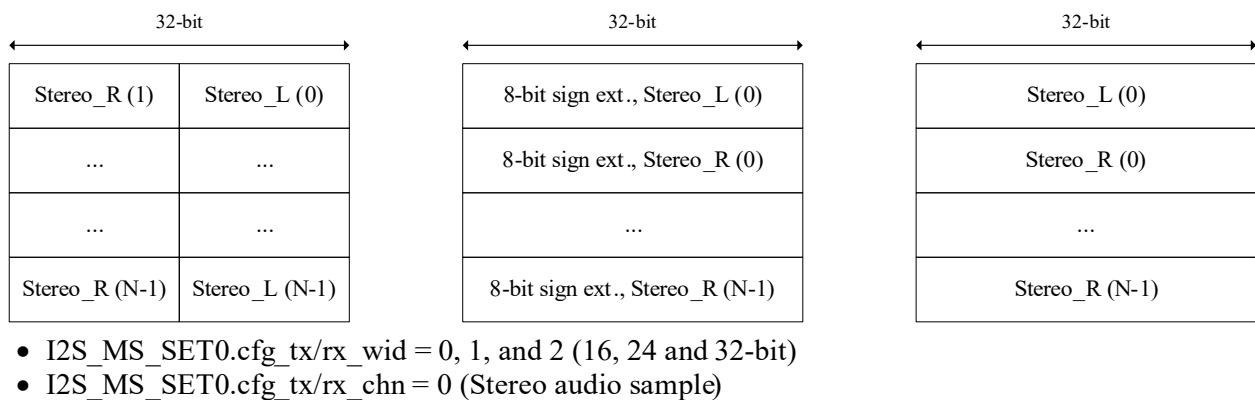 32-bit 32-bit 32-bit
Stereo_R (1) Stereo_L (0) 8-bit sign ext., Stereo_L (0) Stereo_L (0)
... ... 8-bit sign ext., Stereo_R (0) Stereo_R (0)
... ... ... ...
Stereo_R (N-1) Stereo_L (N-1) 8-bit sign ext., Stereo_R (N-1) Stereo_R (N-1)
• I2S_MS_SET0.cfg_tx/rx_wid = 0, 1, and 2 (16, 24 and 32-bit)
• I2S_MS_SET0.cfg_tx/rx_chn = 0 (Stereo audio sample)